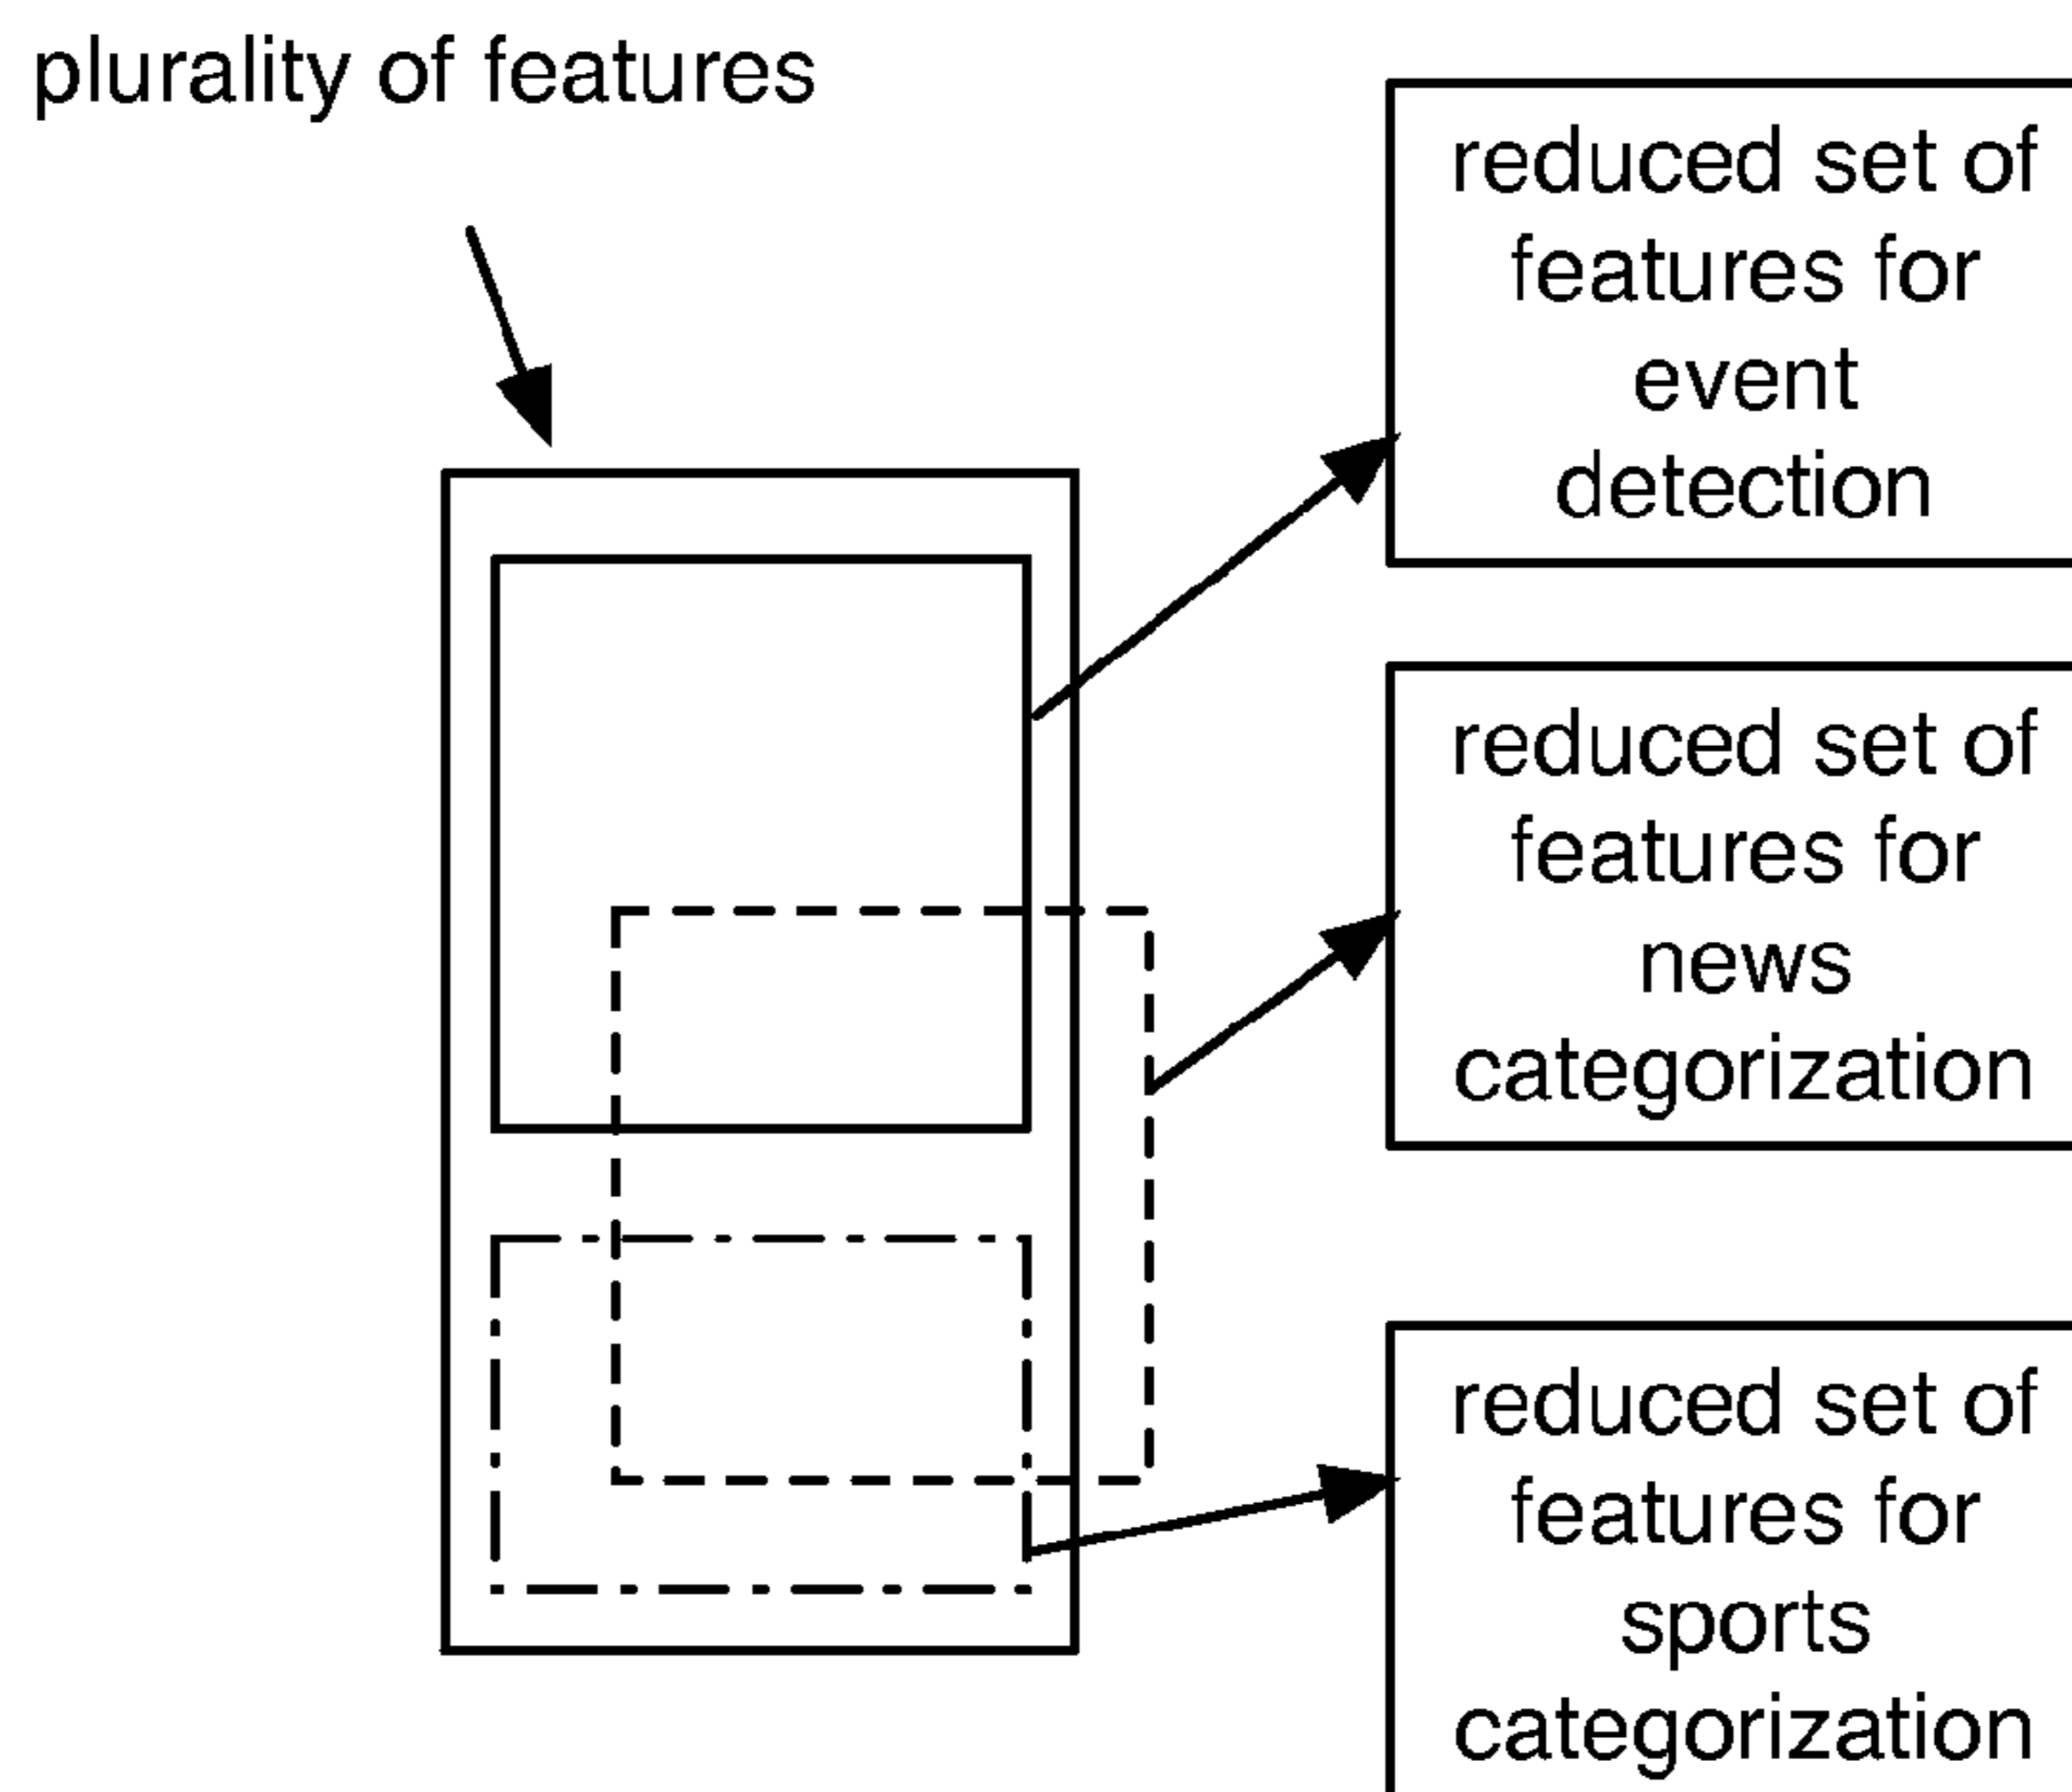 plurality of features
reduced set of
features for
event
detection
reduced set of
features for
news
categorization
reduced set of
features for
sports
categorization